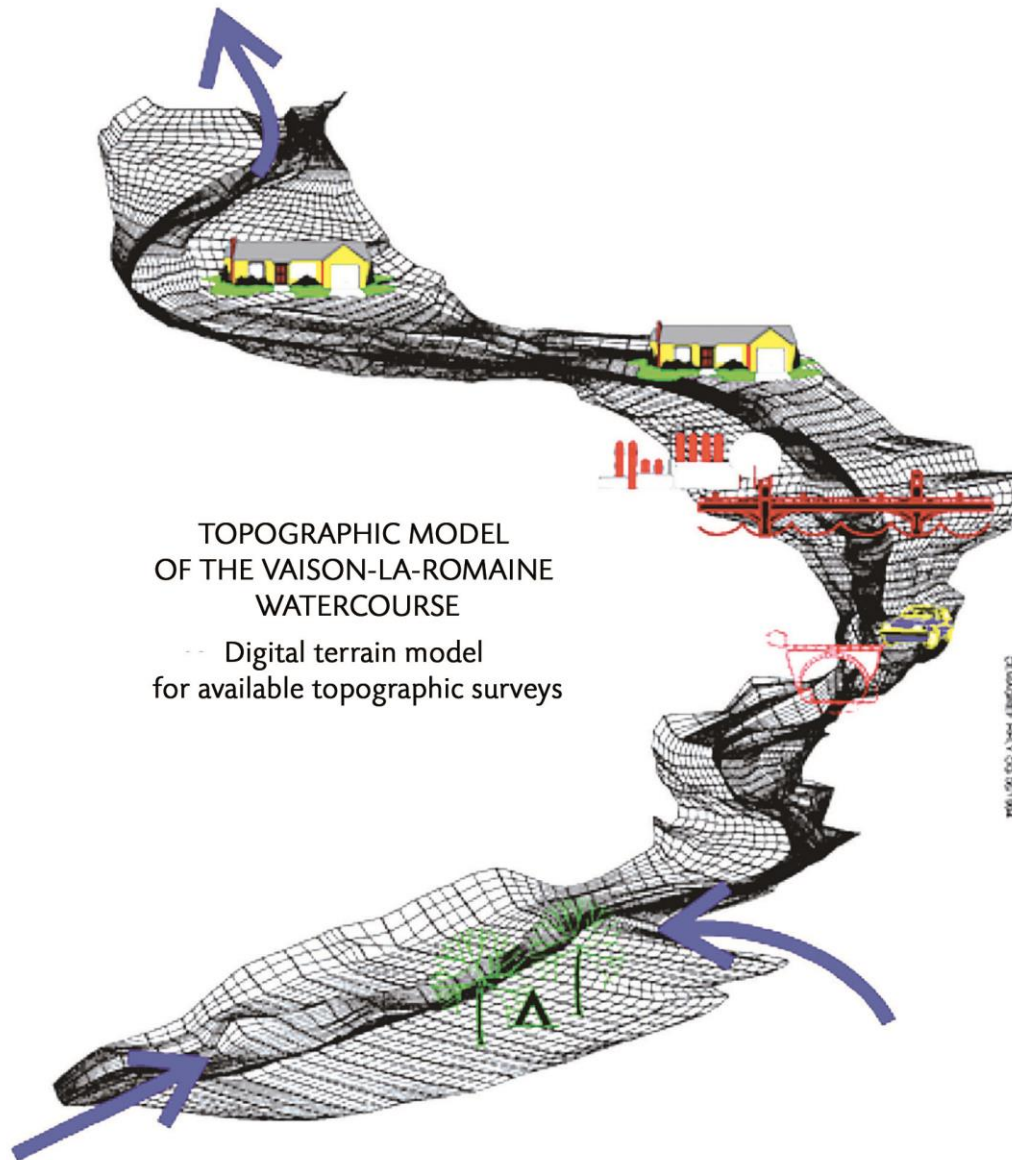 TOPOGRAPHIC MODEL
OF THE VAISON-LA-ROMAINE
WATERCOURSE
Digital terrain model
for available topographic surveys